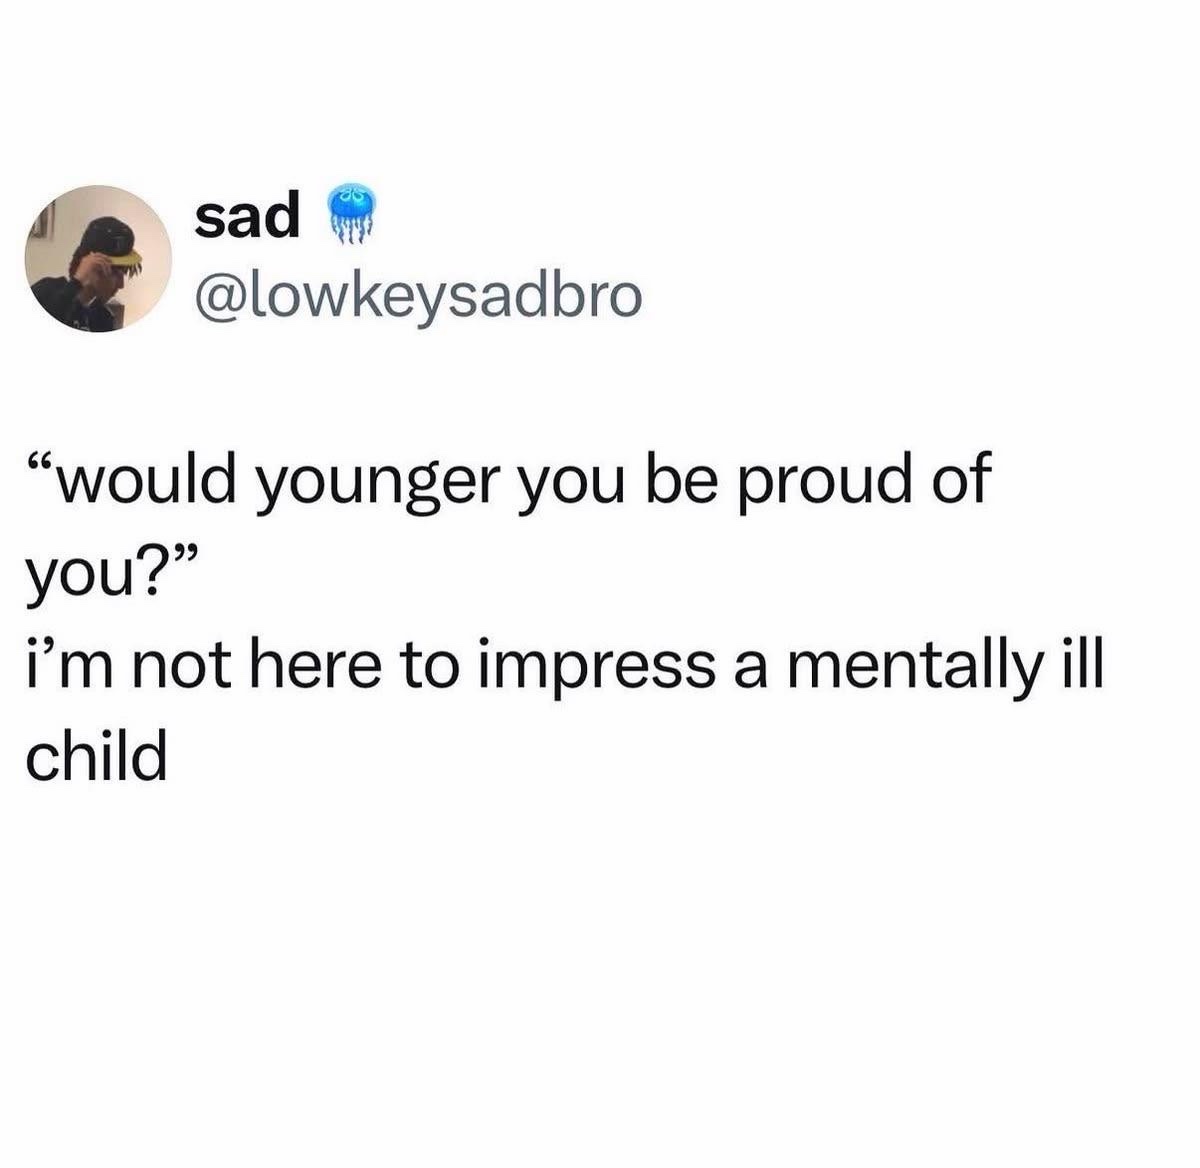 sad
@lowkeysadbro
“would younger you be proud of
you?”
i’m not here to impress a mentally ill
child